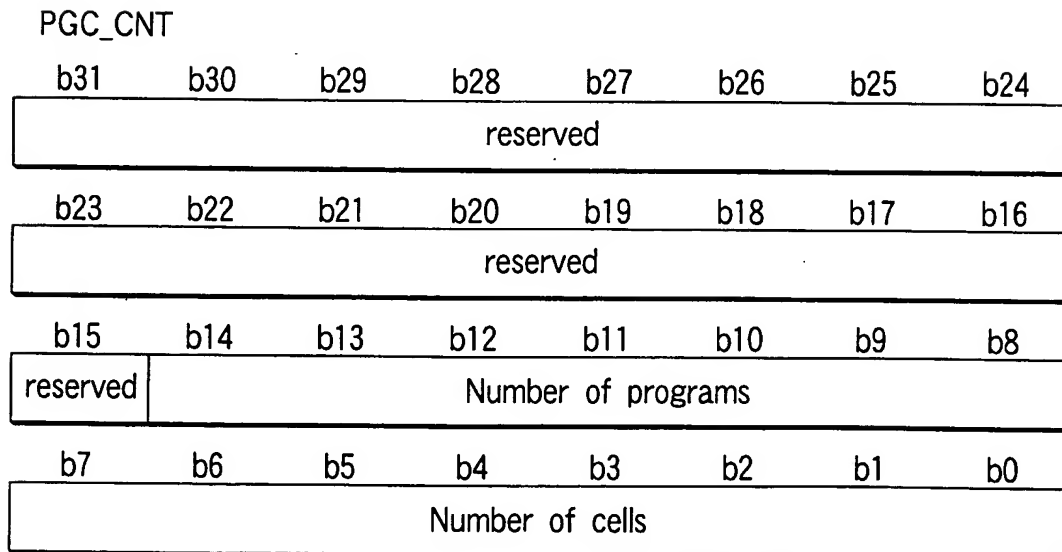 PGC_CNT
b31 b30 b29 b28 b27 b26 b25 b24
reserved
b23 b22 b21 b20 b19 b18 b17 b16
reserved
b15 b14 b13 b12 b11 b10 b9 b8
reserved Number of programs
b7 b6 b5 b4 b3 b2 b1 b0
Number of cells